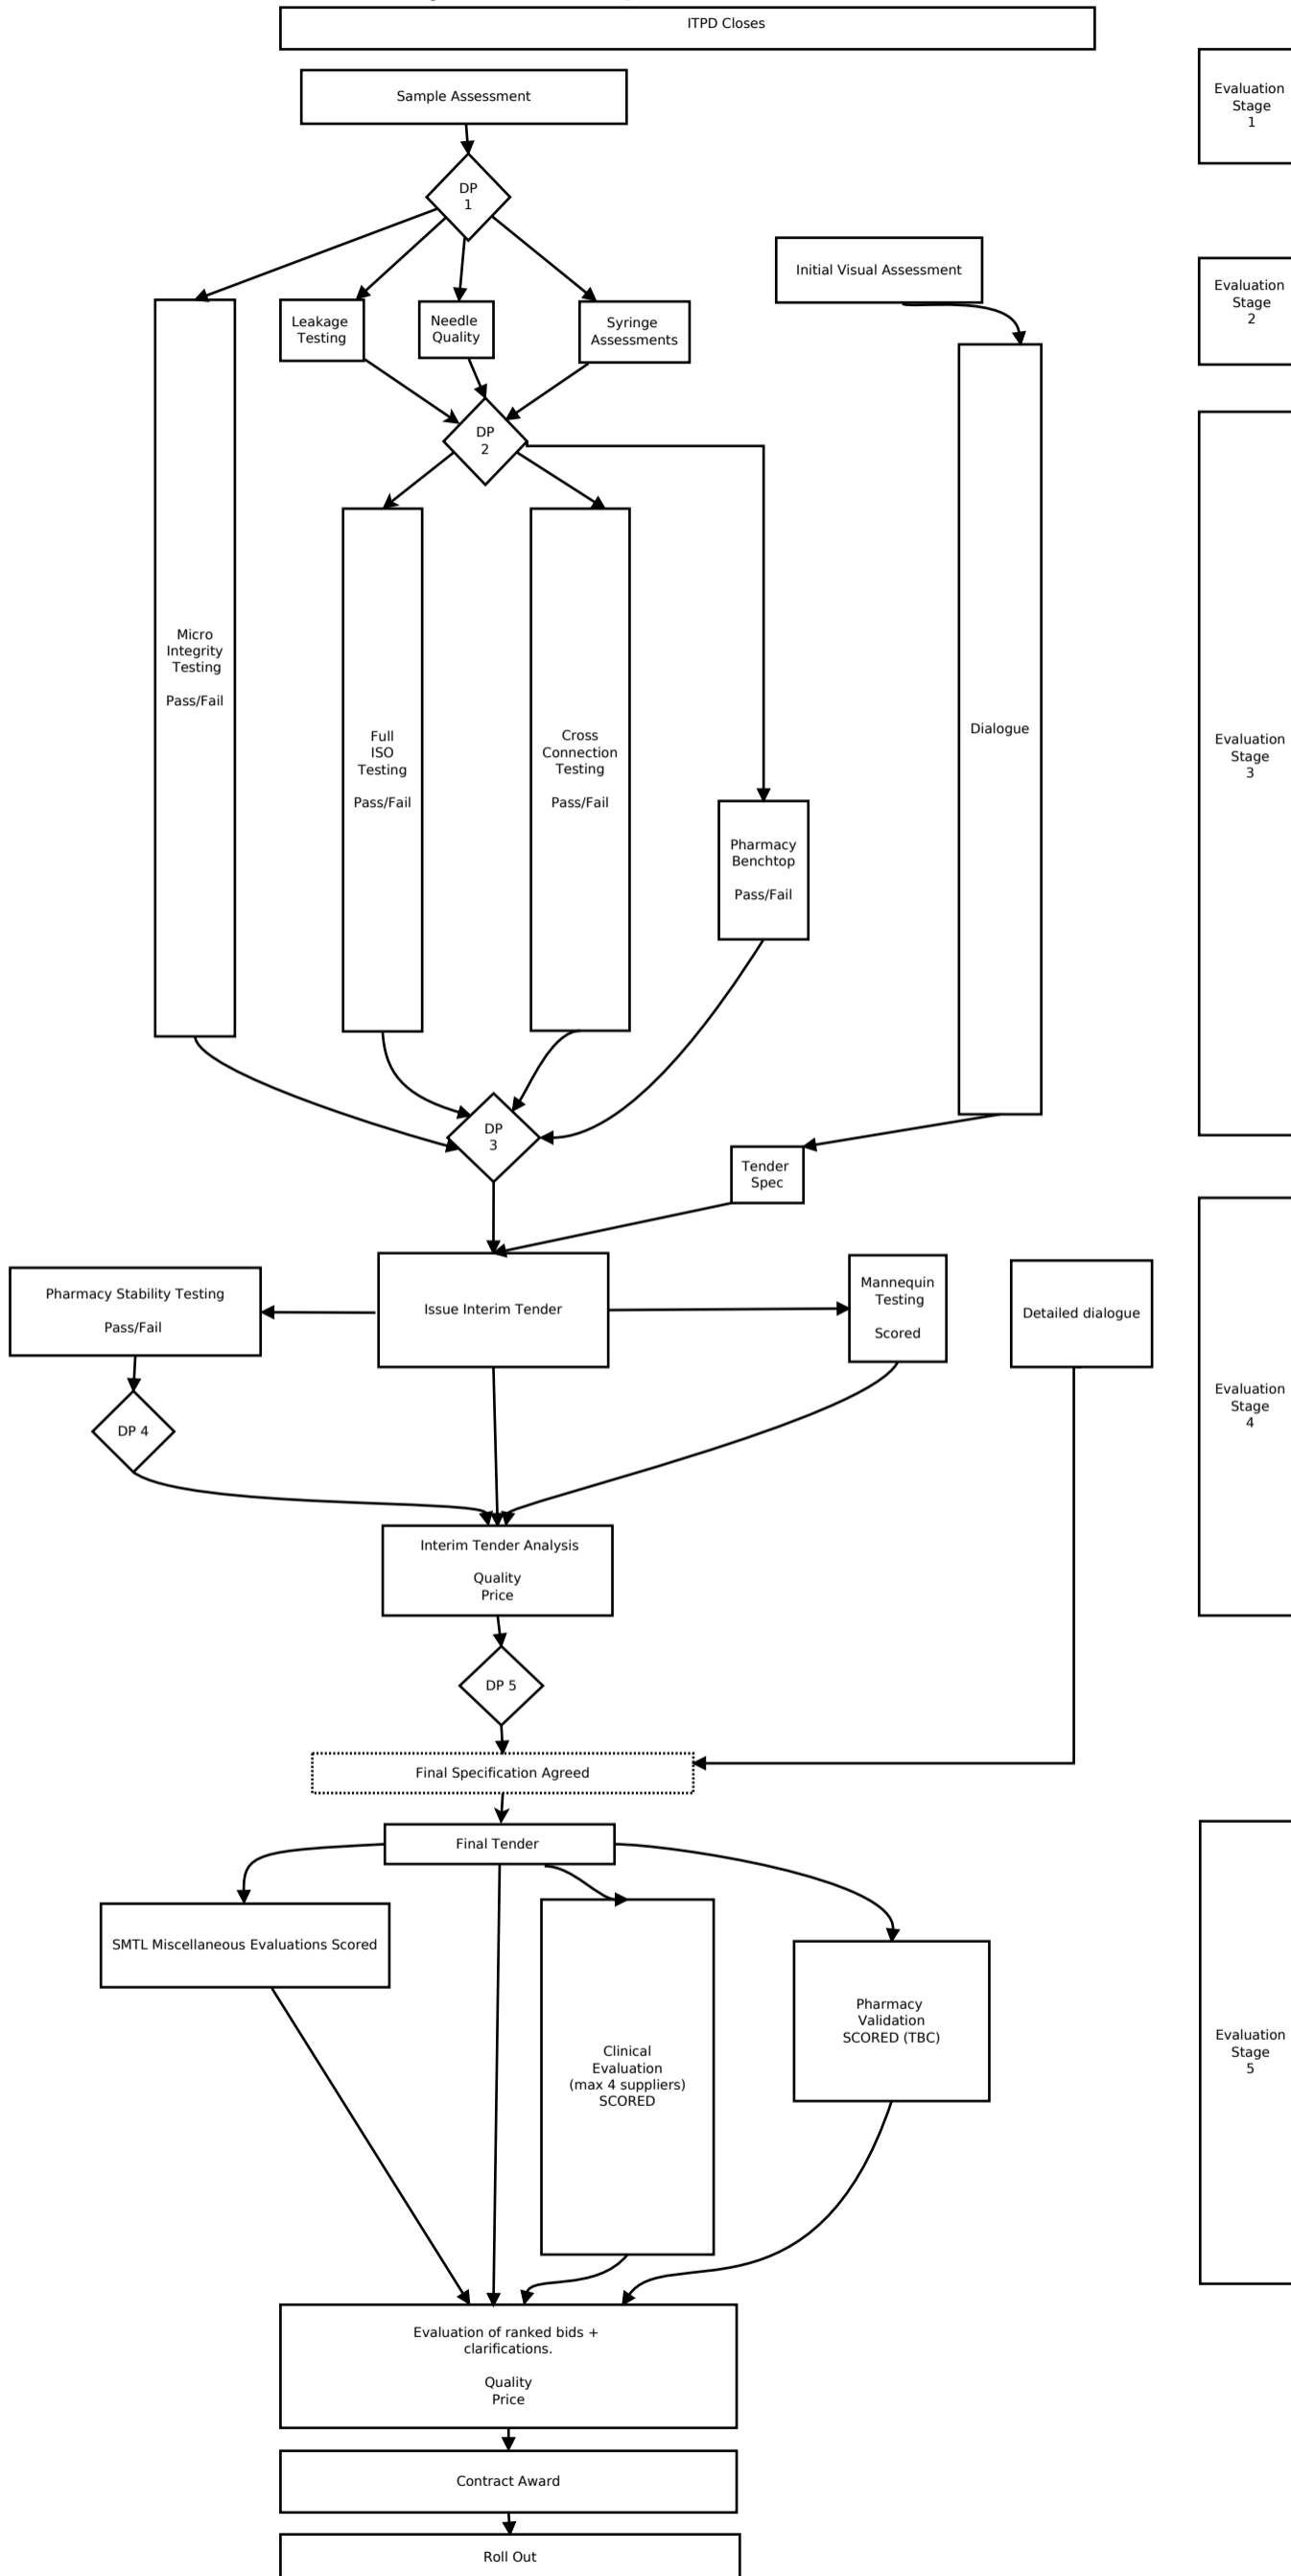 ITPD Closes
Sample Assessment
Evaluation
Stage
1
DP
1
Initial Visual Assessment
Evaluation
Stage
2
Leakage
Testing
Needle
Quality
Syringe
Assessments
DP
2
Micro
Integrity
Testing
Pass/Fail
Full
ISO
Testing
Pass/Fail
Cross
Connection
Testing
Pass/Fail
Dialogue
Evaluation
Stage
3
Pharmacy
Benchtop
Pass/Fail
DP
3
Tender
Spec
Pharmacy Stability Testing
Pass/Fail
Issue Interim Tender
Mannequin
Testing
Scored
Detailed dialogue
Evaluation
Stage
4
DP 4
Interim Tender Analysis
Quality
Price
DP 5
Final Specification Agreed
Final Tender
SMTL Miscellaneous Evaluations Scored
Clinical
Evaluation
(max 4 suppliers)
SCORED
Pharmacy
Validation
SCORED (TBC)
Evaluation
Stage
5
Evaluation of ranked bids +
clarifications.
Quality
Price
Contract Award
Roll Out